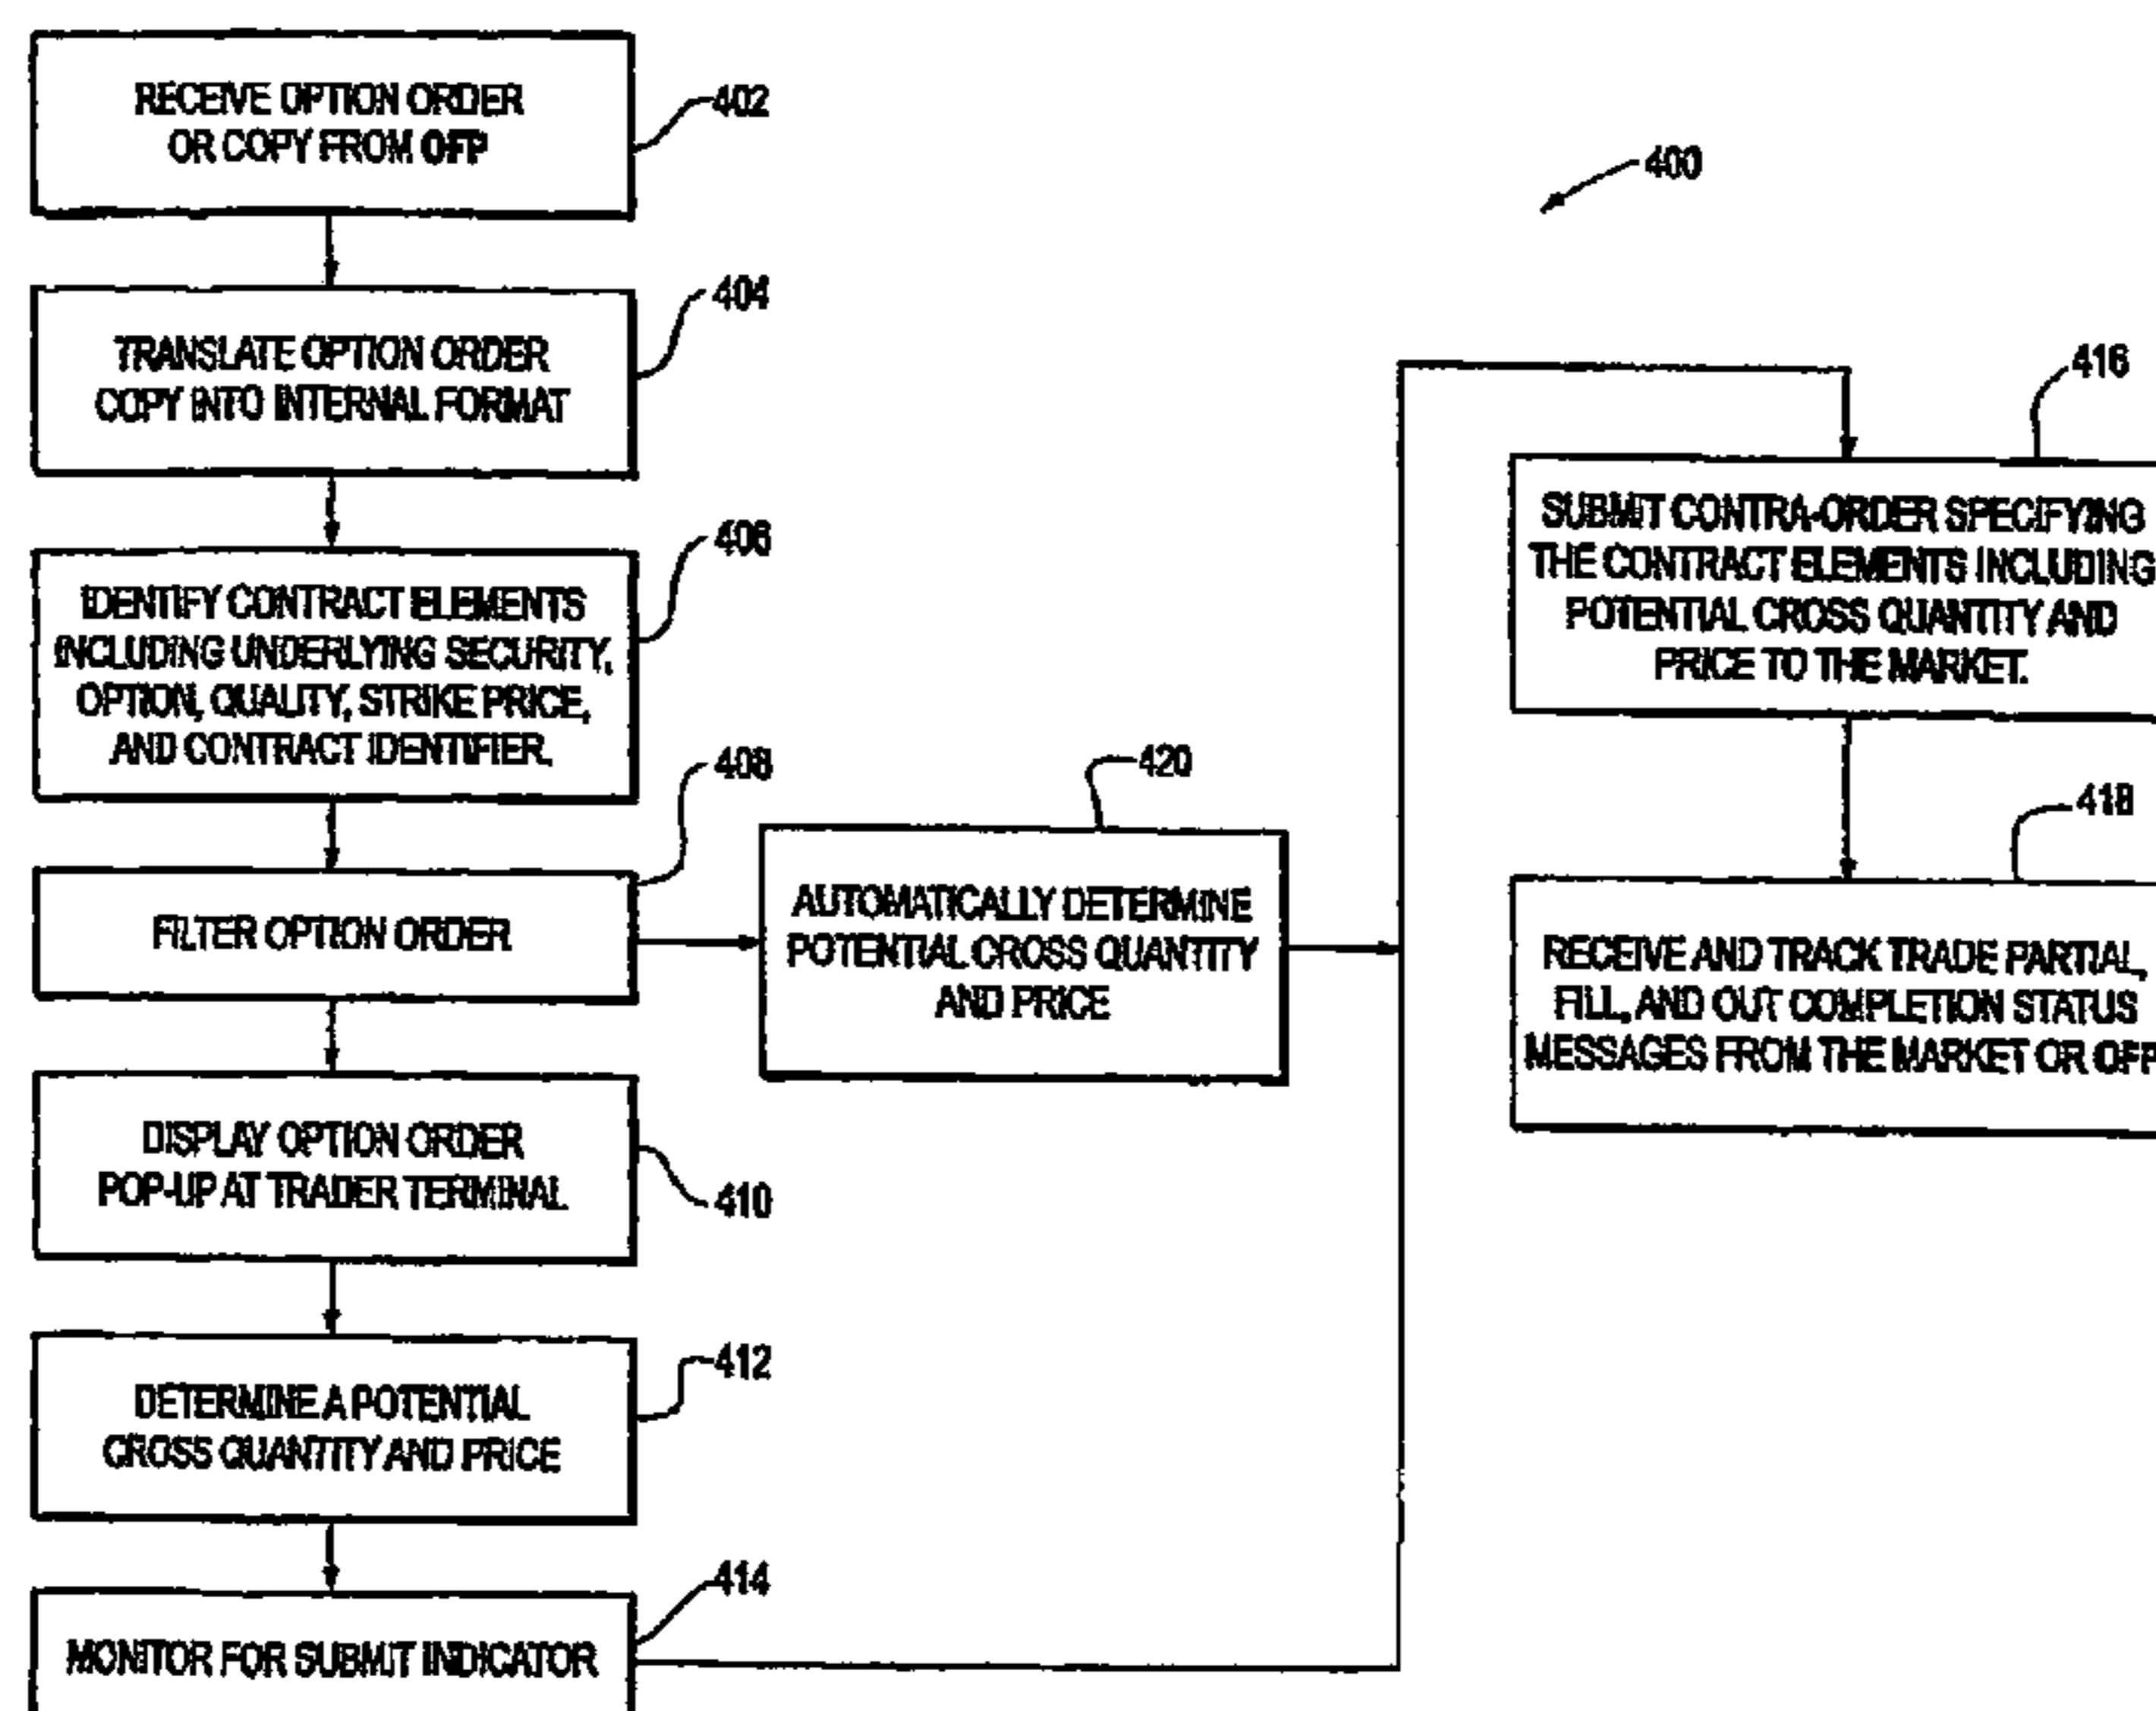 RECEIVE OPTION ORDER
OR COPY FROM OFP
402
400
TRANSLATE OPTION ORDER
COPY INTO INTERNAL FORMAT
404
IDENTIFY CONTRACT ELEMENTS
INCLUDING UNDERLYING SECURITY,
OPTION, QUALITY, STRIKE PRICE,
AND CONTRACT IDENTIFIER.
406
FILTER OPTION ORDER
408
AUTOMATICALLY DETERMINE
POTENTIAL CROSS QUANTITY
AND PRICE
420
DISPLAY OPTION ORDER
POP-UP AT TRADER TERMINAL
410
DETERMINE A POTENTIAL
CROSS QUANTITY AND PRICE
412
MONITOR FOR SUBMIT INDICATOR
414
SUBMIT CONTRA-ORDER SPECIFYING
THE CONTRACT ELEMENTS INCLUDING
POTENTIAL CROSS QUANTITY AND
PRICE TO THE MARKET.
416
RECEIVE AND TRACK TRADE PARTIAL,
FILL, AND OUT COMPLETION STATUS
MESSAGES FROM THE MARKET OR OFP
418